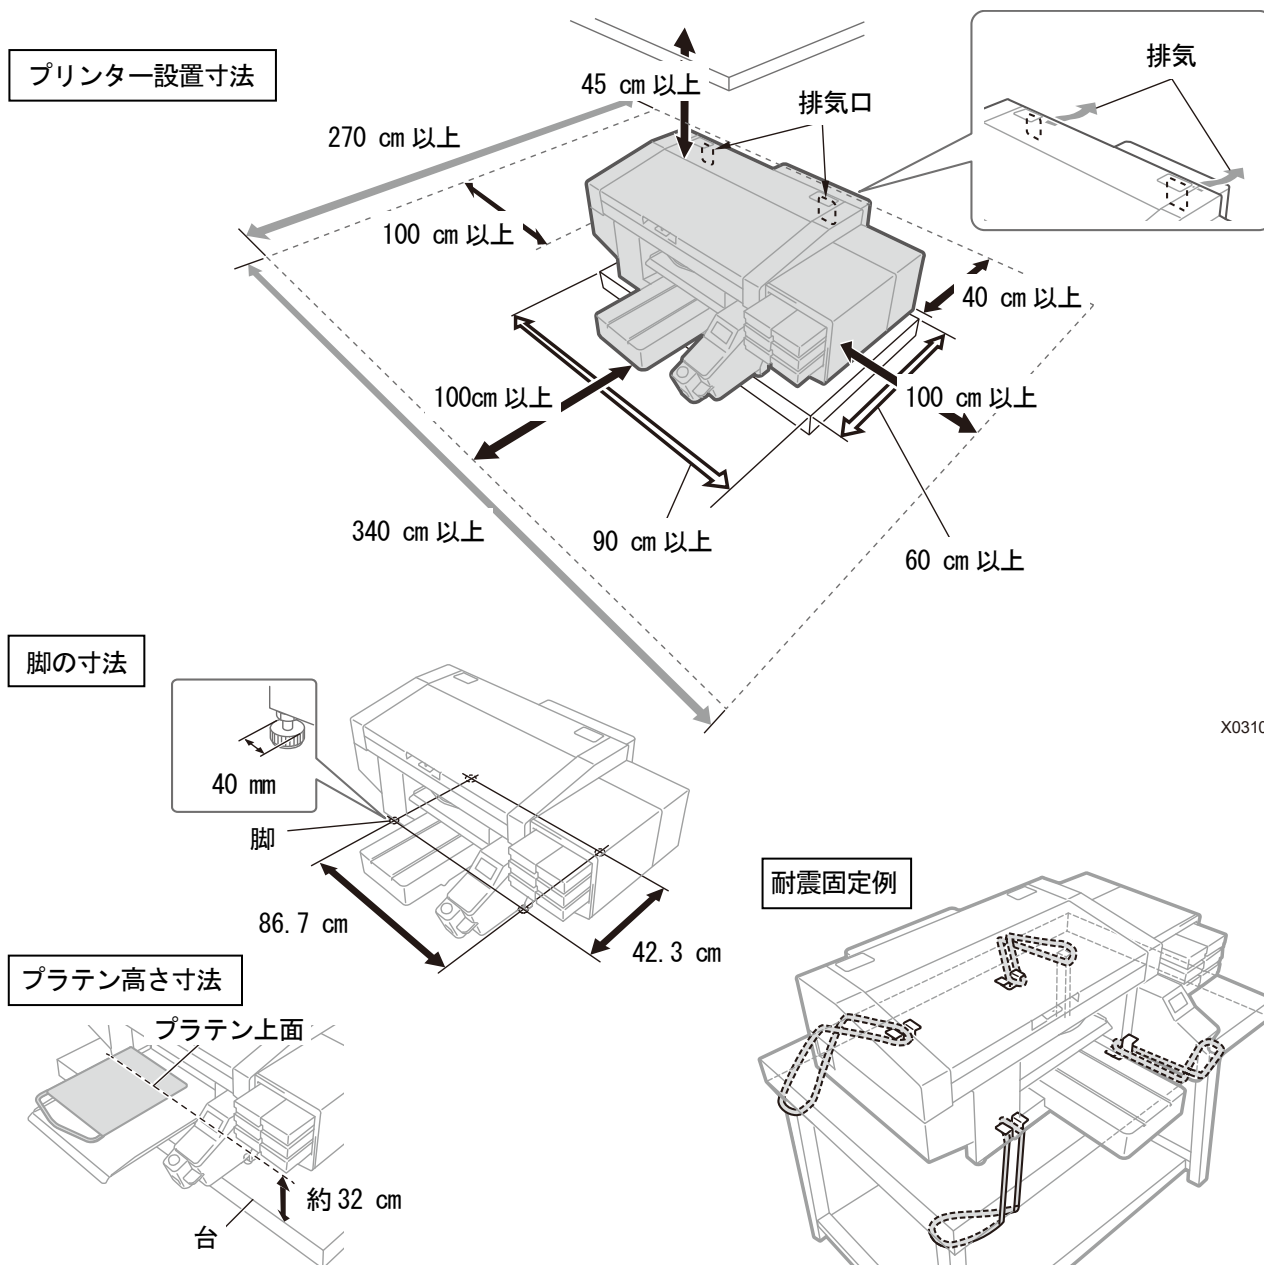 プリンター設置寸法
45 cm 以上
排気口
排気
270 cm 以上
100 cm 以上
40 cm 以上
100cm 以上
100 cm 以上
340 cm 以上
90 cm 以上
60 cm 以上
脚の寸法
X0310
40 mm
脚
86.7 cm
42.3 cm
耐震固定例
プラテン高さ寸法
プラテン上面
約 32 cm
台